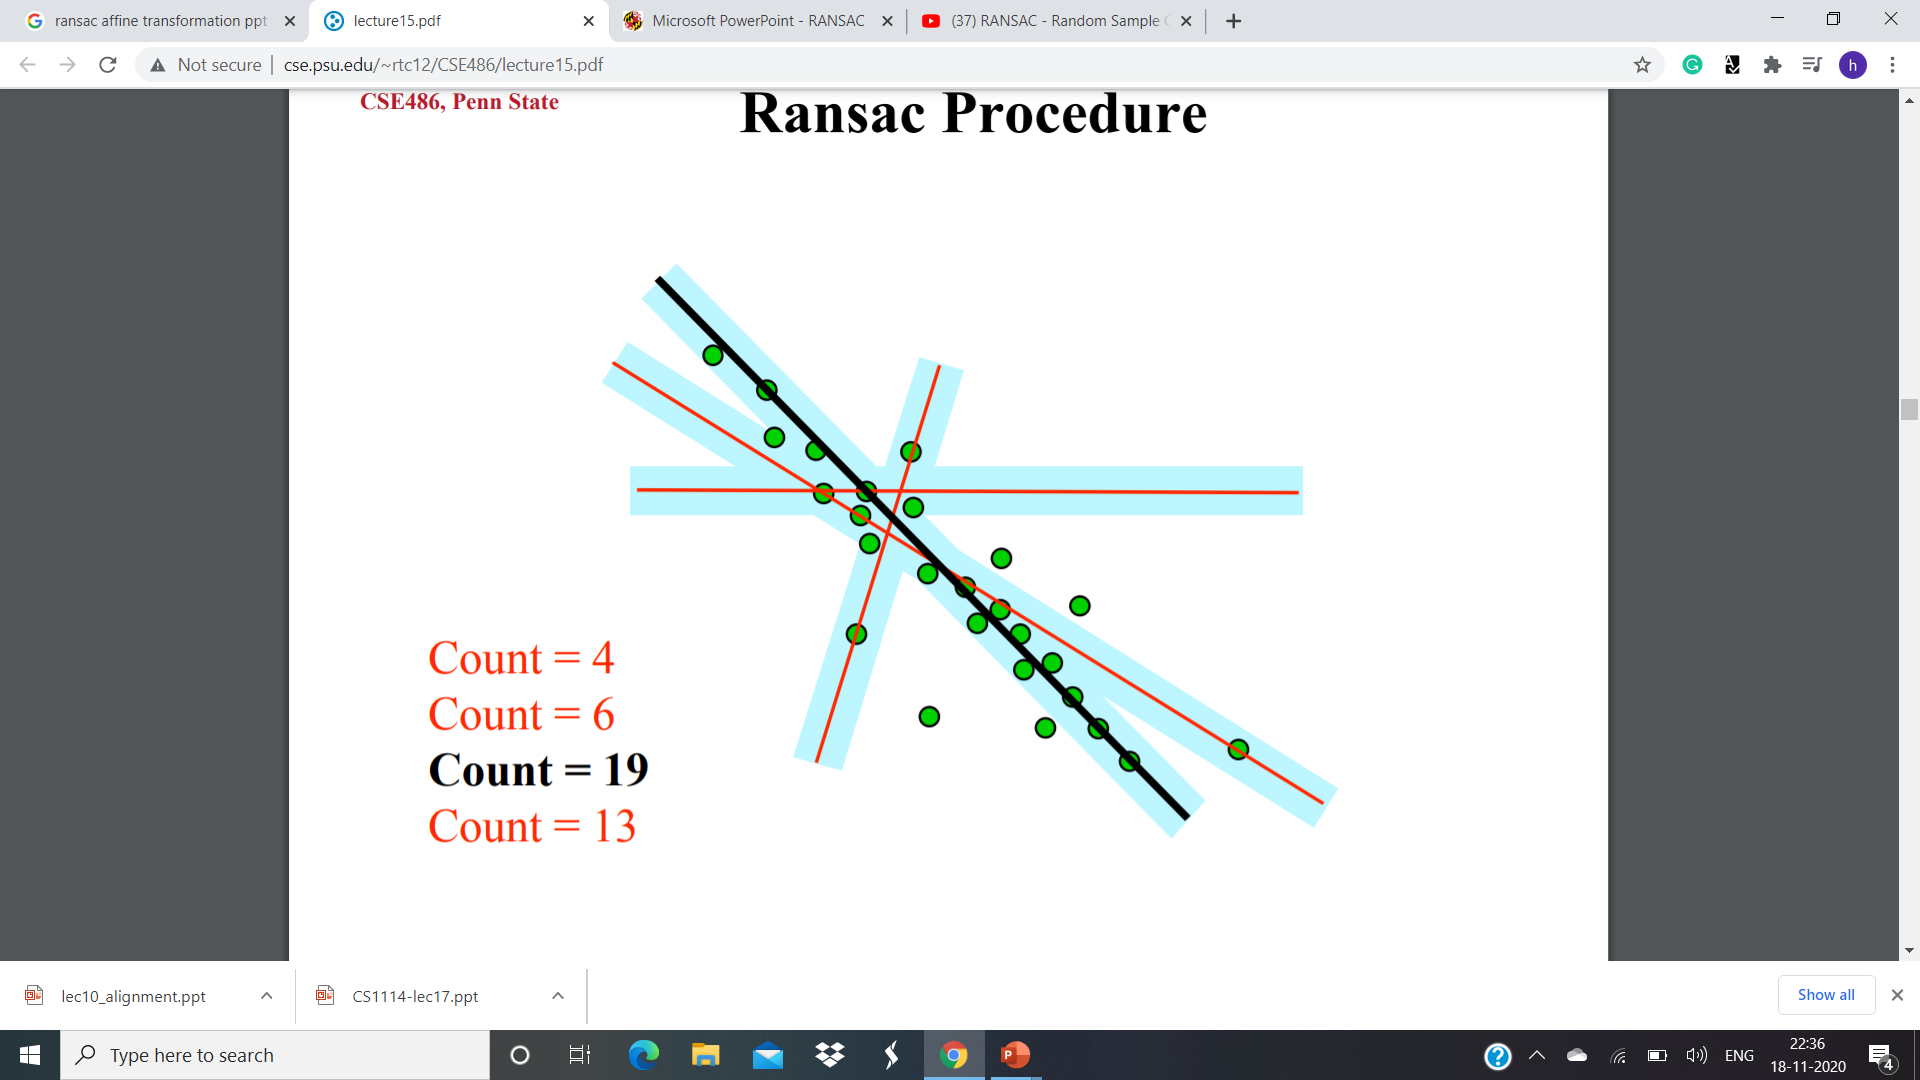 ransac affine transformation ppt
lecture15.pdf
Microsoft PowerPoint - RANSAC
(37) RANSAC - Random Sample
Not secure
cse.psu.edu/~rtc12/CSE486/lecture15.pdf
h
CSE486, Penn State
Ransac Procedure
Count = 4
Count = 6
Count = 19
Count = 13
lec10_alignment.ppt
CS1114-lec17.ppt
Show all
Type here to search
ENG
22:36
18-11-2020
4